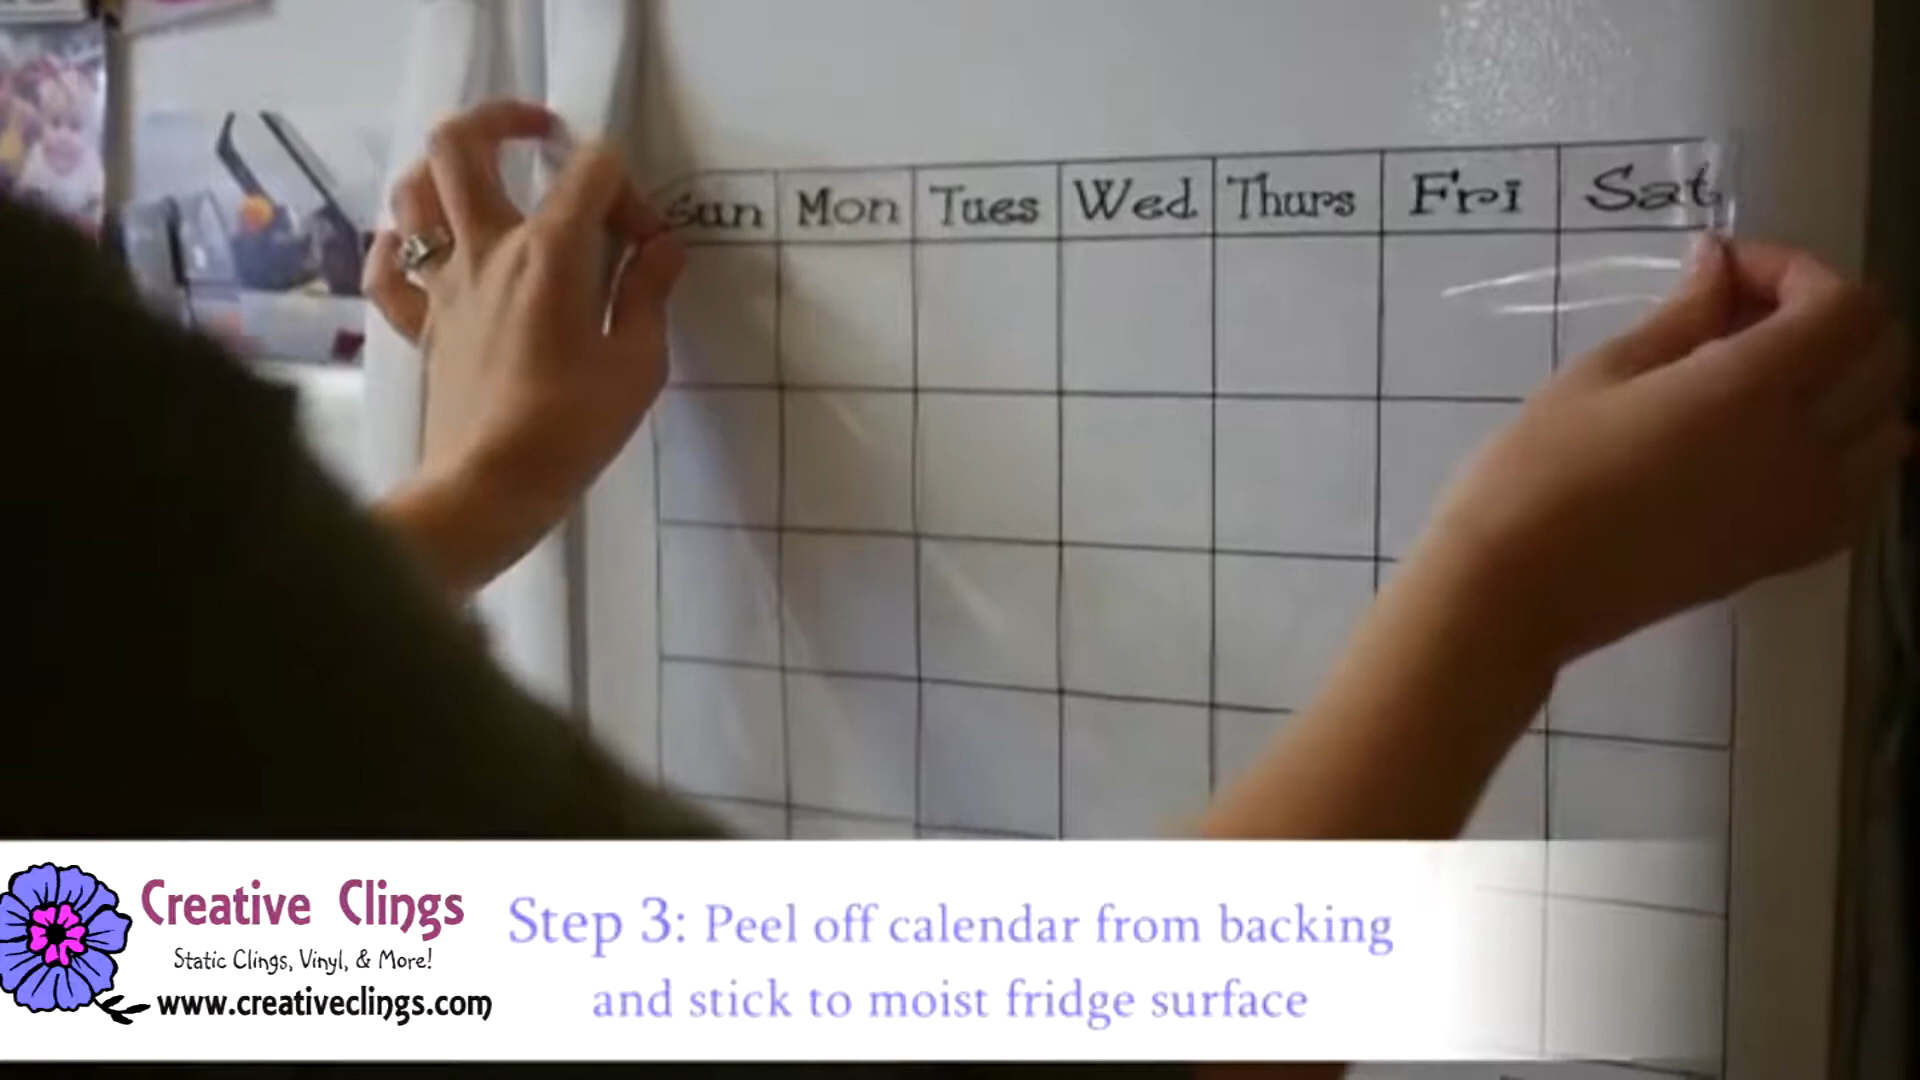 Sun Mon Tues Wed Thurs Fri Sat
Creative Clings
Static Clings, Vinyl, & More!
www.creativeclings.com
Step 3: Peel off calendar from backing
and stick to moist fridge surface